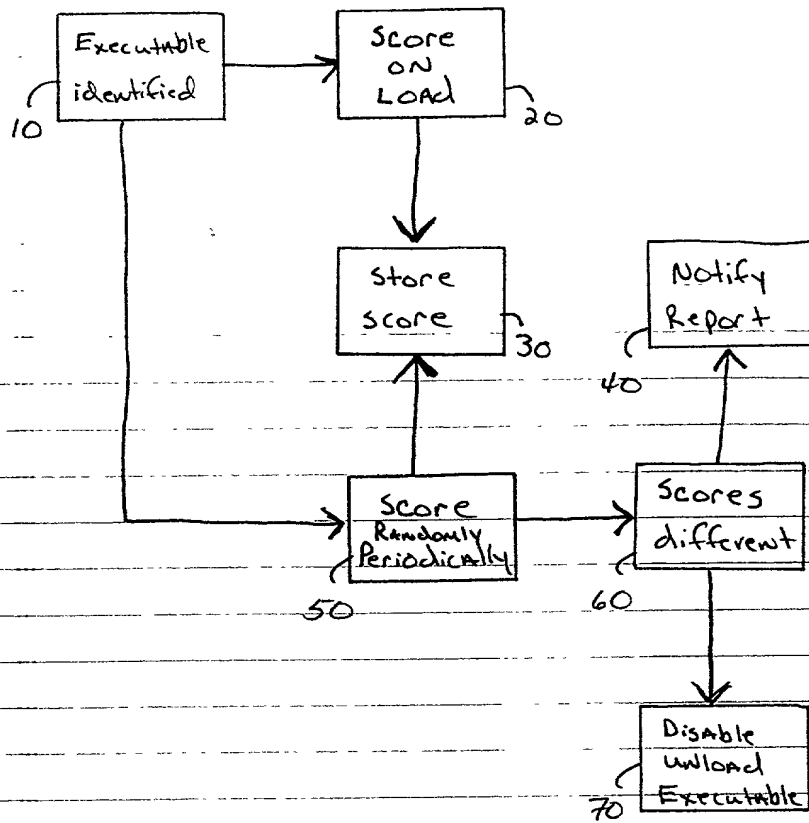 Executable
identified
10
Score
ON
LOAD
20
Store
score
30
Notify
Report
40
Score
Randomly
Periodically
50
Scores
different
60
Disable
unload
Executable
70